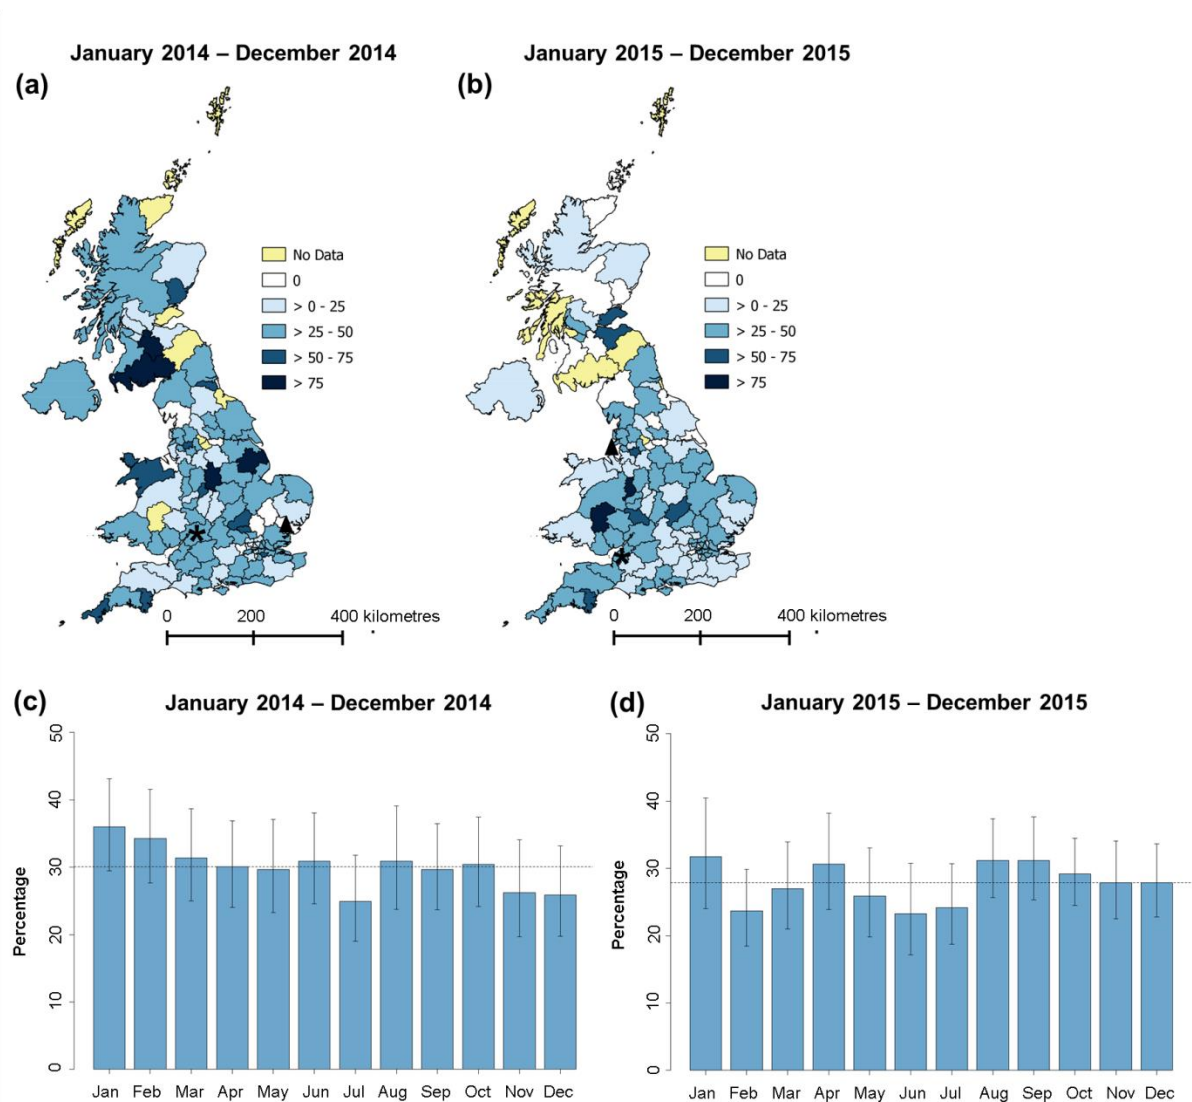 January 2014 – December 2014
January 2015 – December 2015
(a)
(b)
No Data
0
> 0 - 25
> 25 - 50
> 50 - 75
> 75
No Data
0
> 0 - 25
> 25 - 50
> 50 - 75
> 75
*
*
0 200 400 kilometres
0 200 400 kilometres
(c)
January 2014 – December 2014
(d)
January 2015 – December 2015
Percentage
50
40
30
20
10
0
Jan Feb Mar Apr May Jun Jul Aug Sep Oct Nov Dec
Percentage
50
40
30
20
10
0
Jan Feb Mar Apr May Jun Jul Aug Sep Oct Nov Dec